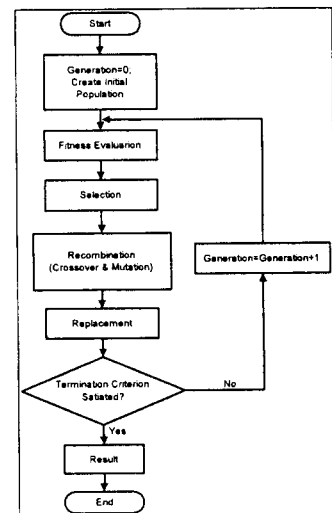 Start
Generation=0,
Create Initial
Population
Fitness Evaluation
Selection
Recombination
(Crossover & Mutation)
Generation=Generation+1
Replacement
Termination Criterion
Satiated?
No
Yes
Result
End